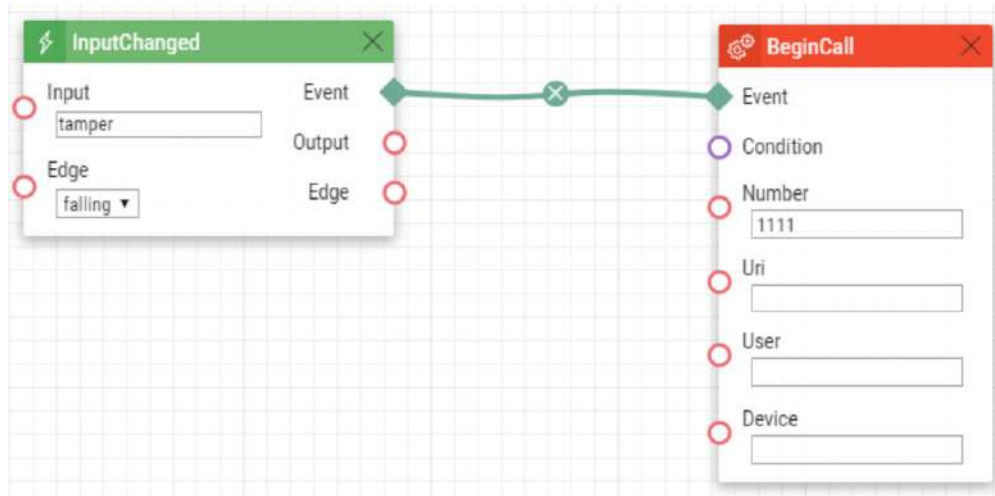 InputChanged
Input
tamper
Edge
falling
Event
Output
Edge
BeginCall
Event
Condition
Number
1111
Uri
User
Device